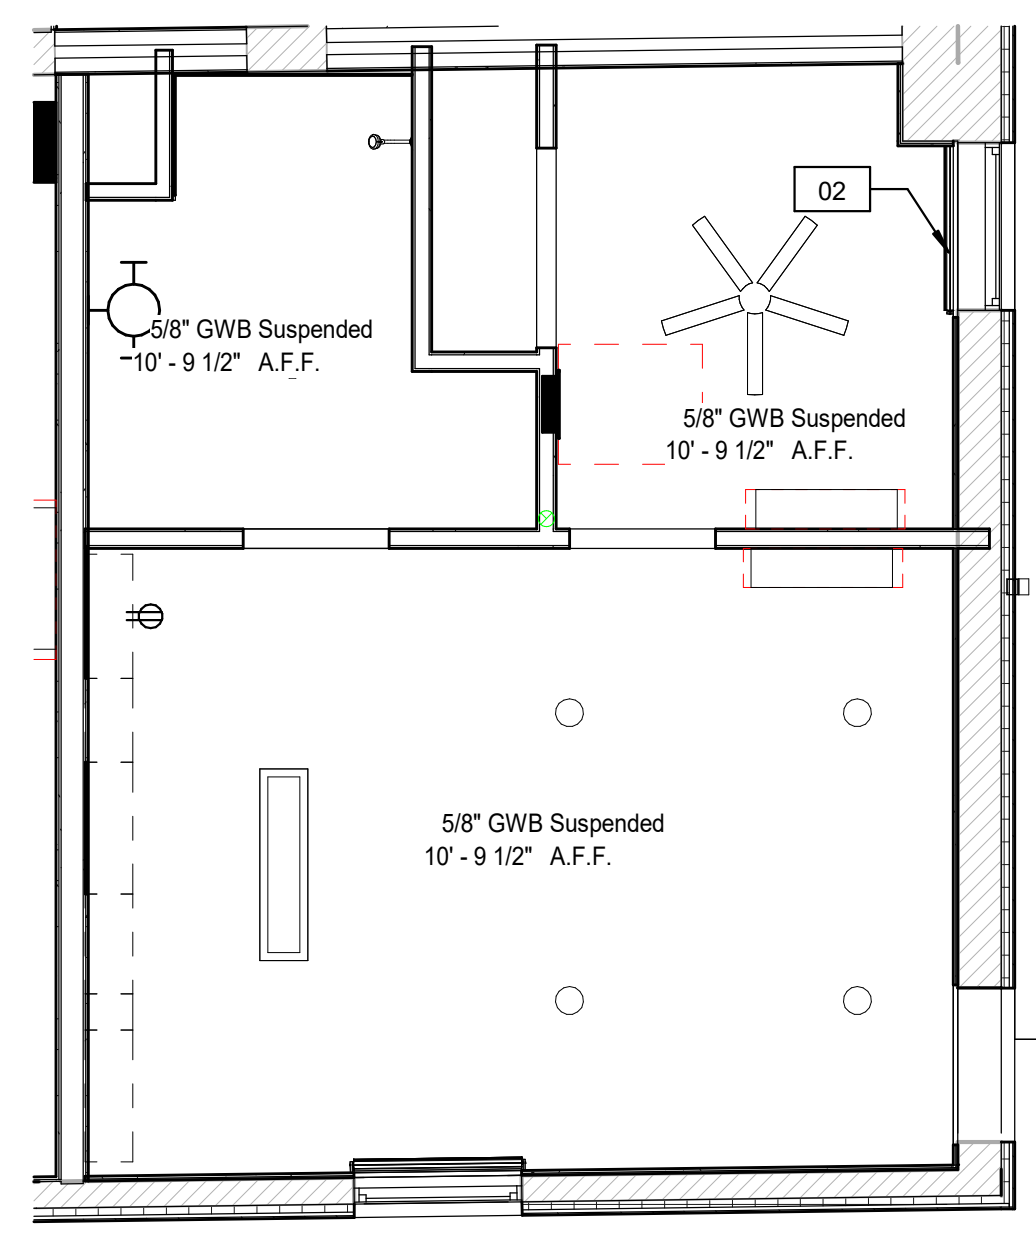 02
5/8" GWB Suspended
10' - 9 1/2" A.F.F.
5/8" GWB Suspended
10' - 9 1/2" A.F.F.
5/8" GWB Suspended
10' - 9 1/2" A.F.F.